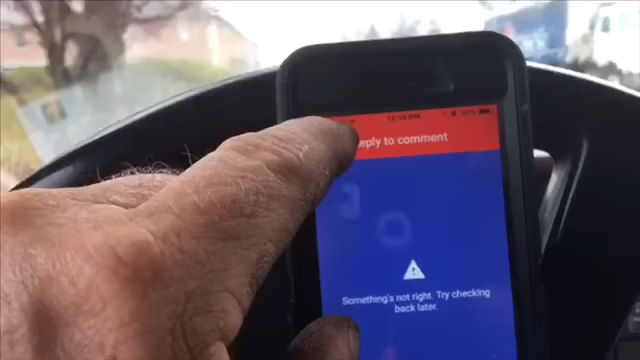 eply to comment
Something's not right. Try checking
back later.